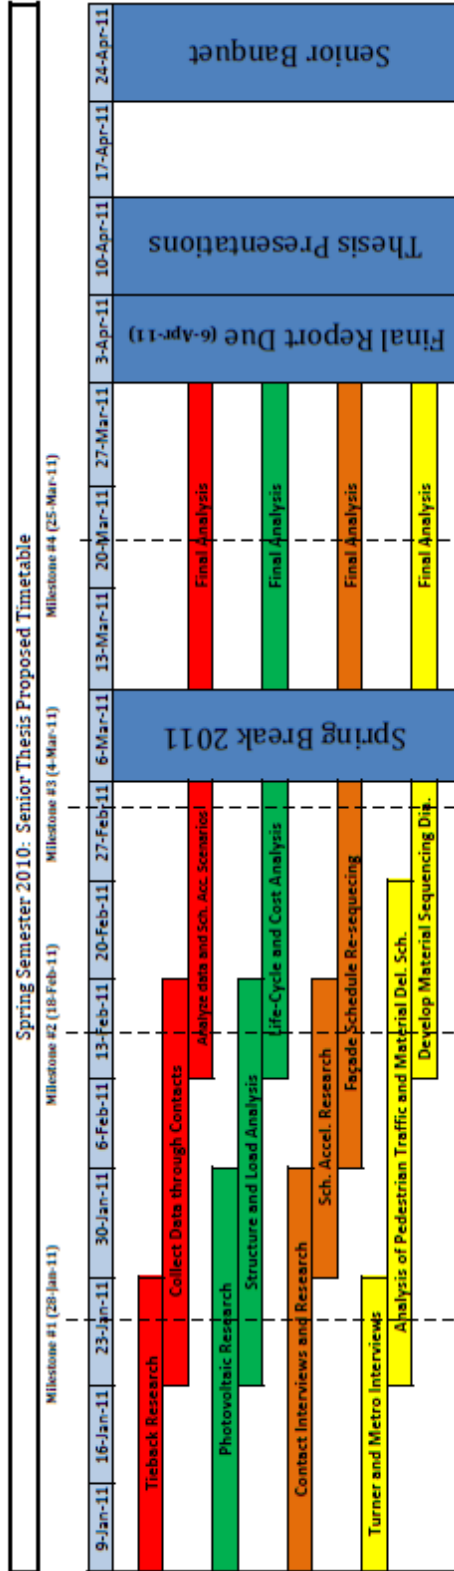 Spring Semester 2010: Senior Thesis Proposed Timetable
Milestone #1 (28-Jan-11)
Milestone #2 (18-Feb-11)
Milestone #3 (4-Mar-11)
Milestone #4 (25-Mar-11)
9-Jan-11
16-Jan-11
23-Jan-11
30-Jan-11
6-Feb-11
13-Feb-11
20-Feb-11
27-Feb-11
6-Mar-11
13-Mar-11
20-Mar-11
27-Mar-11
3-Apr-11
10-Apr-11
17-Apr-11
24-Apr-11
Tieback Research
Collect Data through Contacts
Analyze data and Sch. Acc. Scenarios
Final Analysis
Photovoltaic Research
Structure and Load Analysis
Life-Cycle and Cost Analysis
Final Analysis
Contact Interviews and Research
Sch. Accel. Research
Façade Schedule Re-sequecing
Final Analysis
Turner and Metro Interviews
Analysis of Pedestrian Traffic and Material Del. Sch.
Develop Material Sequencing Dia.
Final Analysis
Spring Break 2011
Final Report Due (6-Apr-11)
Thesis Presentations
Senior Banquet